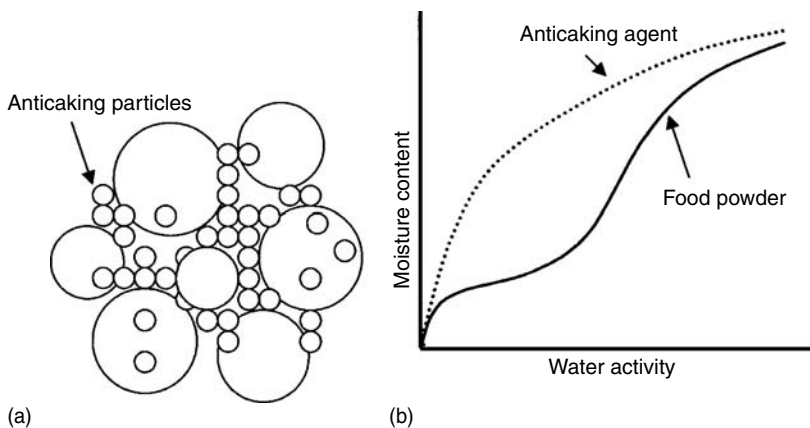 Anticaking particles
(a)
Anticaking agent
Food powder
Moisture content
Water activity
(b)